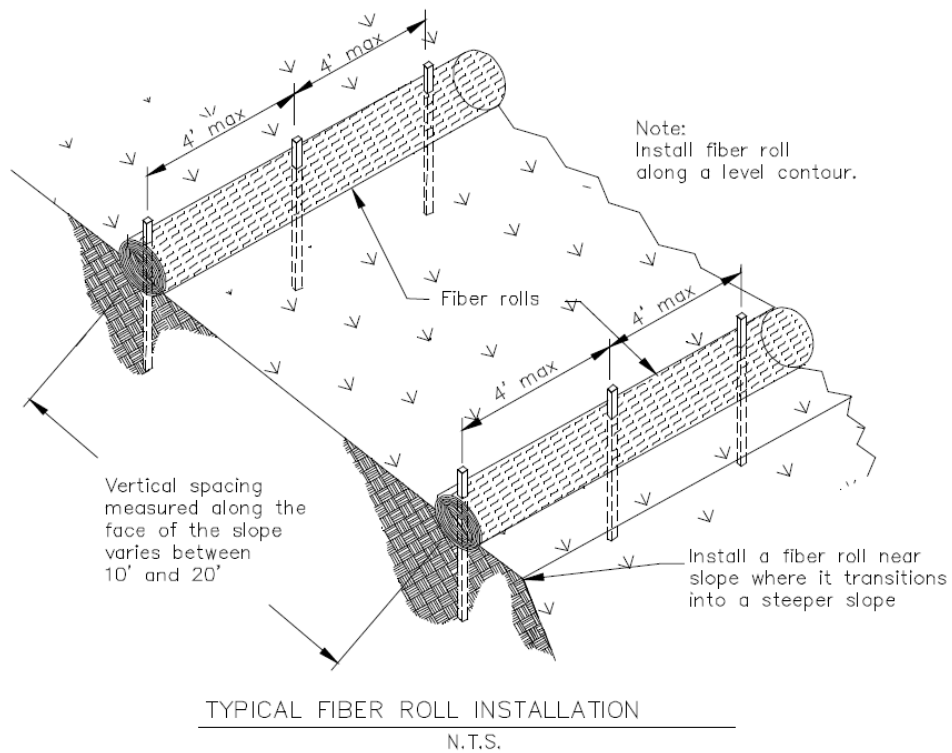 4' max
4' max
Note:
Install fiber roll
along a level contour.
Fiber rolls
4' max
4' max
Vertical spacing
measured along the
face of the slope
varies between
10' and 20'
Install a fiber roll near
slope where it transitions
into a steeper slope
TYPICAL FIBER ROLL INSTALLATION
N.T.S.